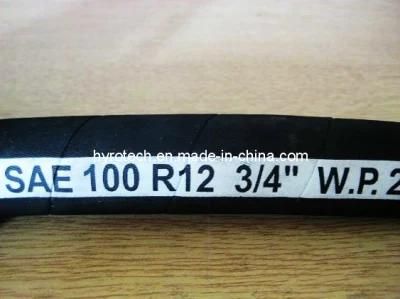 hyrotech.en.made-in-china.com
SAE 100 R12 3/4" W.P. 2